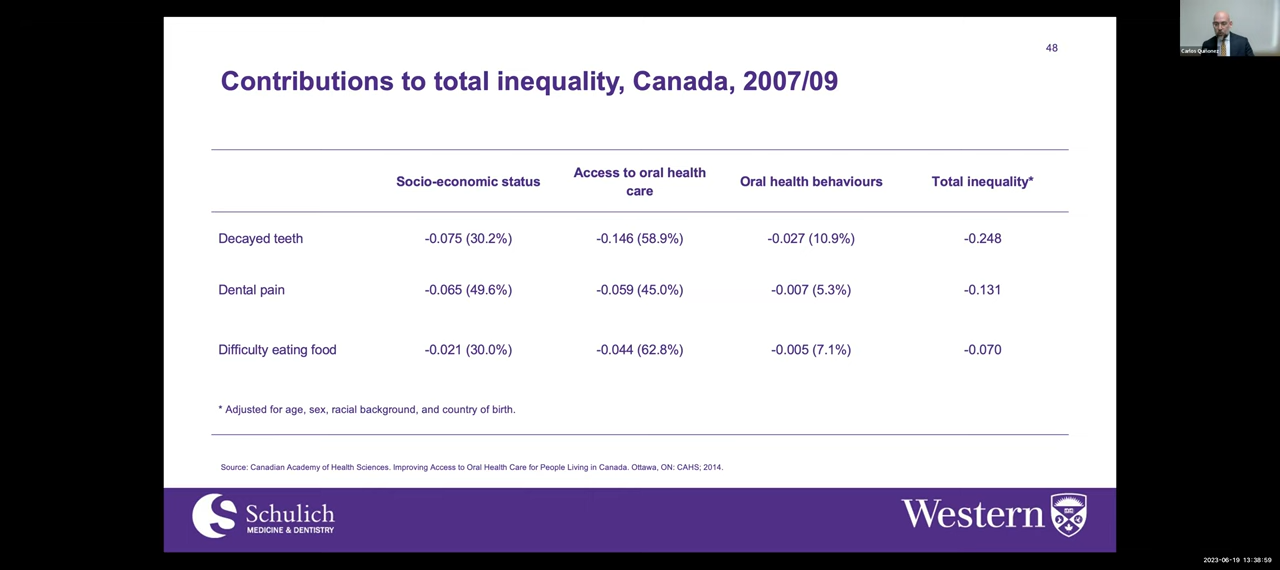 48
Contributions to total inequality, Canada, 2007/09
Socio-economic status
Access to oral health
care
Oral health behaviours
Total inequality*
Decayed teeth -0.075 (30.2%) -0.146 (58.9%) -0.027 (10.9%) -0.248
Dental pain -0.065 (49.6%) -0.059 (45.0%) -0.007 (5.3%) -0.131
Difficulty eating food -0.021 (30.0%) -0.044 (62.8%) -0.005 (7.1%) -0.070
* Adjusted for age, sex, racial background, and country of birth.
Source: Canadian Academy of Health Sciences. Improving Access to Oral Health Care for People Living in Canada. Ottawa, ON: CAHS; 2014.
Schulich
MEDICINE & DENTISTRY
Western
Carlos Quiñonez
2023-06-19 13:38:59